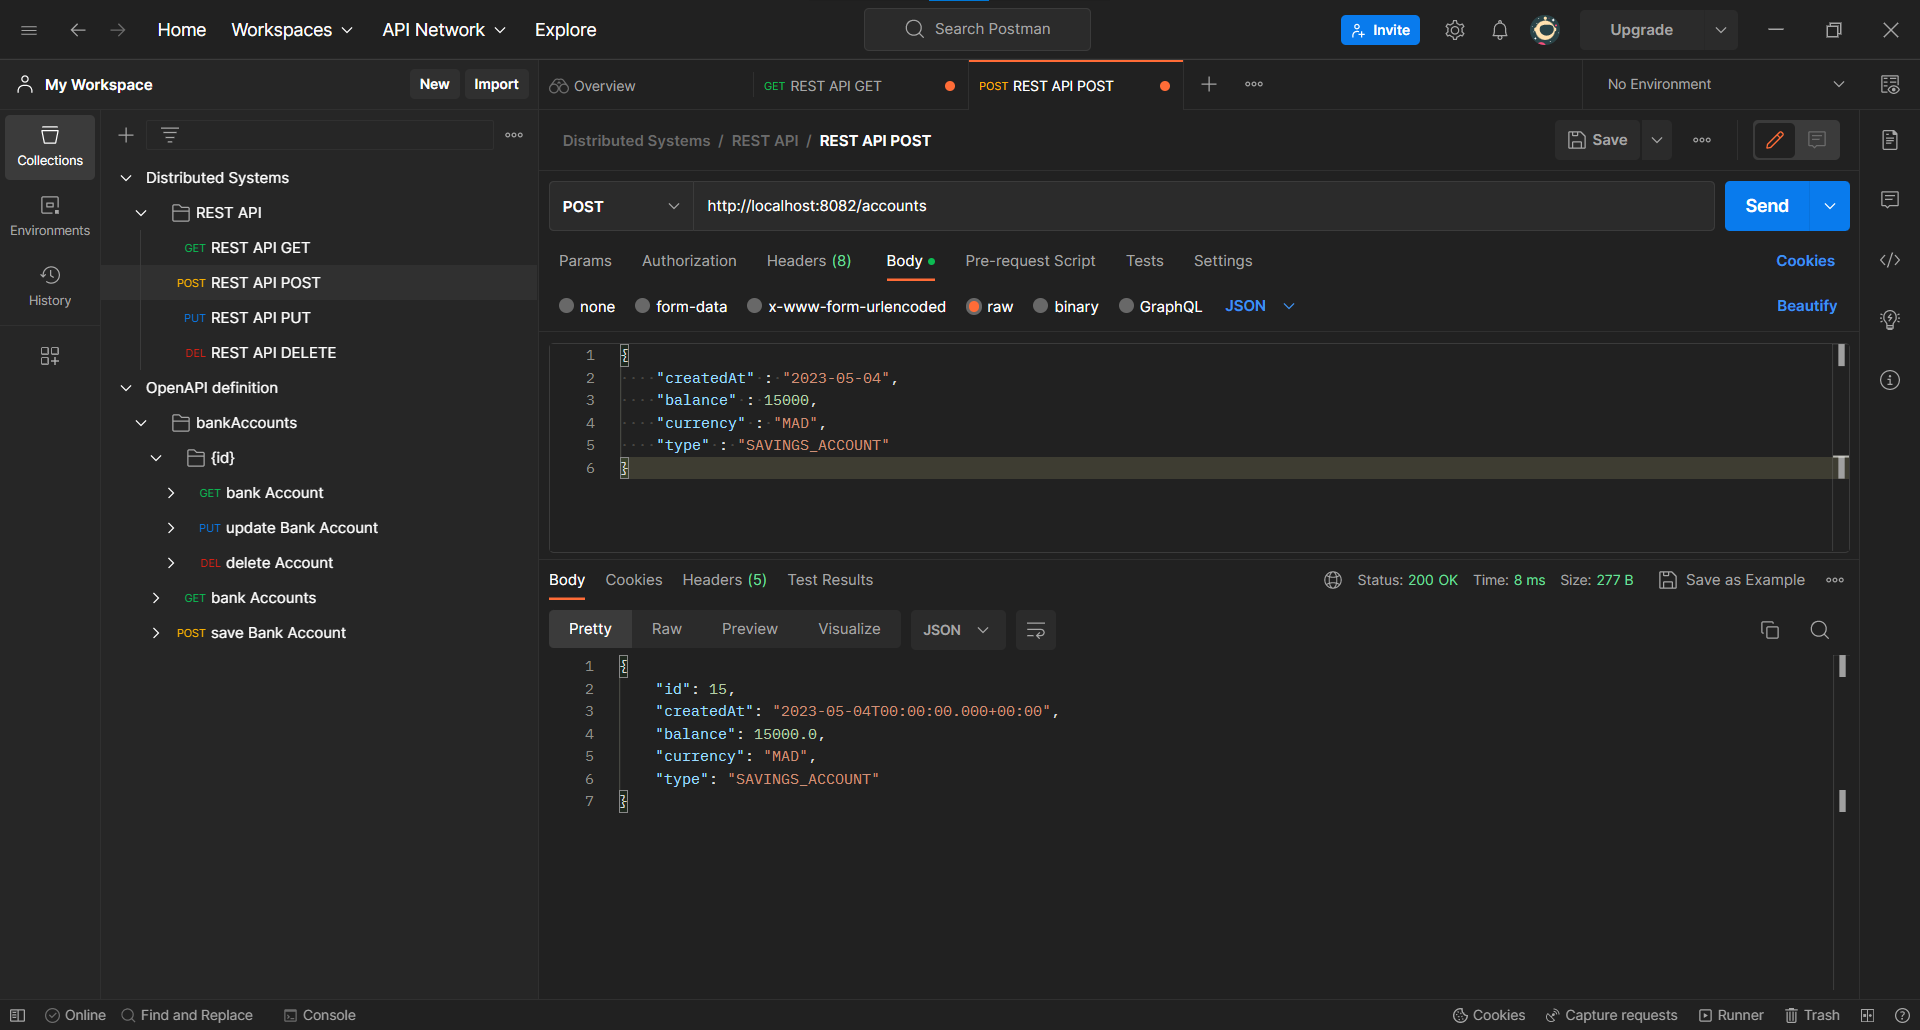 Home Workspaces API Network Explore Search Postman Invite Upgrade
My Workspace New Import Overview GET REST API GET POST REST API POST No Environment
Collections
Environments
History
Distributed Systems
REST API
GET REST API GET
POST REST API POST
PUT REST API PUT
DEL REST API DELETE
OpenAPI definition
bankAccounts
{id}
GET bank Account
PUT update Bank Account
DEL delete Account
GET bank Accounts
POST save Bank Account
Distributed Systems / REST API / REST API POST Save
POST http://localhost:8082/accounts Send
Params Authorization Headers (8) Body Pre-request Script Tests Settings Cookies
none form-data x-www-form-urlencoded raw binary GraphQL JSON Beautify
1 {
2 "createdAt" : "2023-05-04",
3 "balance" : 15000,
4 "currency" : "MAD",
5 "type" : "SAVINGS_ACCOUNT"
6 }
Body Cookies Headers (5) Test Results Status: 200 OK Time: 8 ms Size: 277 B Save as Example
Pretty Raw Preview Visualize JSON
1 {
2 "id": 15,
3 "createdAt": "2023-05-04T00:00:00.000+00:00",
4 "balance": 15000.0,
5 "currency": "MAD",
6 "type": "SAVINGS_ACCOUNT"
7 }
Online Find and Replace Console Cookies Capture requests Runner Trash